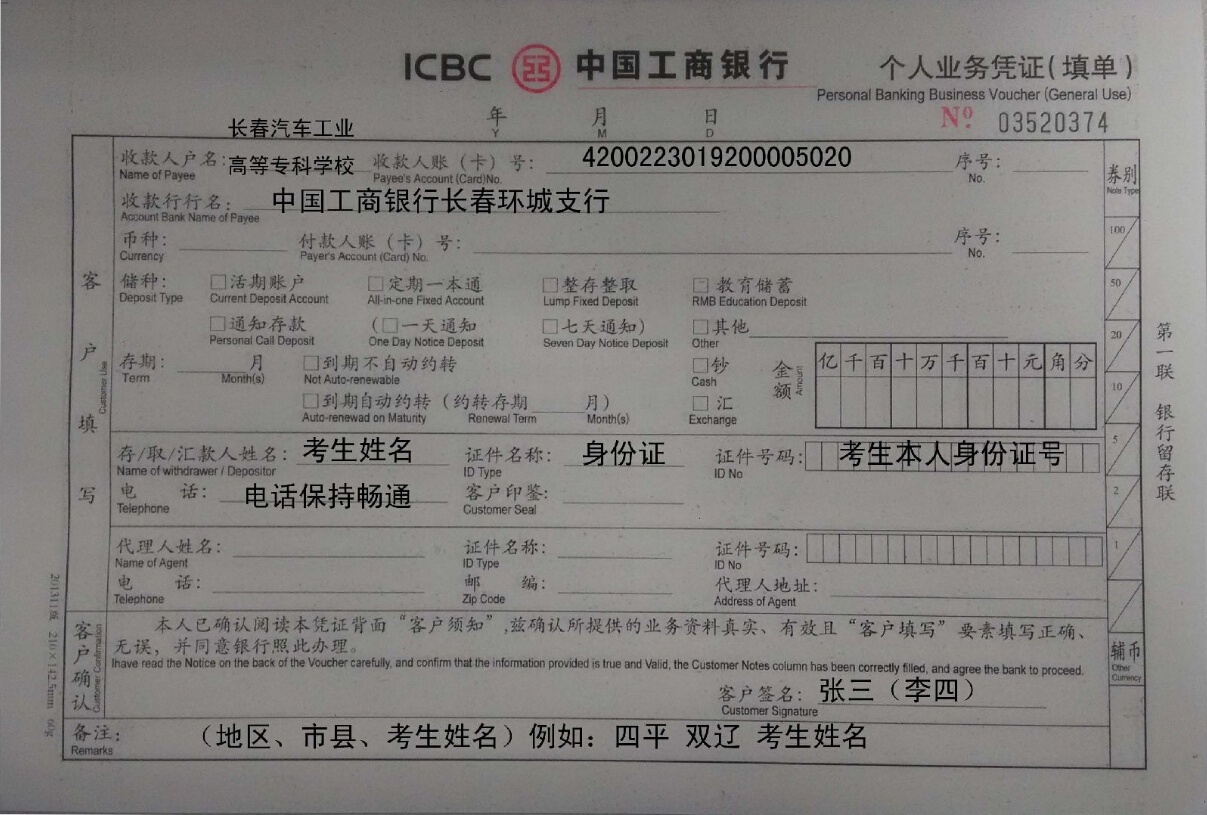 ICBC 中国工商银行 个人业务凭证(填单)
Personal Banking Business Voucher (General Use)
年 月 日 Nº 03520374
Y M D
长春汽车工业
收款人户名: 高等专科学校 收款人账(卡)号: 4200223019200005020 序号:
Name of Payee Payee's Account (Card)No. No.
收款行行名: 中国工商银行长春环城支行
Account Bank Name of Payee
币种: 付款人账(卡)号: 序号:
Currency Payer's Account (Card) No. No.
储种: 活期账户 定期一本通 整存整取 教育储蓄
Deposit Type Current Deposit Account All-in-one Fixed Account Lump Fixed Deposit RMB Education Deposit
通知存款 (一天通知 七天通知) 其他
Personal Call Deposit One Day Notice Deposit Seven Day Notice Deposit Other
存期: 月 到期不自动约转 钞 金额 亿千百十万千百十元角分
Term Month(s) Not Auto-renewable Cash Amount
到期自动约转(约转存期 月) 汇
Auto-renewad on Maturity Renewal Term Month(s) Exchange
存/取/汇款人姓名: 考生姓名 证件名称: 身份证 证件号码: 考生本人身份证号
Name of withdrawer / Depositor ID Type ID No
电 话: 电话保持畅通 客户印鉴:
Telephone Customer Seal
代理人姓名: 证件名称: 证件号码:
Name of Agent ID Type ID No
电 话: 邮 编: 代理人地址:
Telephone Zip Code Address of Agent
本人已确认阅读本凭证背面“客户须知”,兹确认所提供的业务资料真实、有效且“客户填写”要素填写正确、
无误,并同意银行照此办理。
Ihave read the Notice on the back of the Voucher carefully, and confirm that the information provided is true and Valid, the Customer Notes column has been correctly filled, and agree the bank to proceed.
客户签名: 张三(李四)
Customer Signature
备注: (地区、市县、考生姓名)例如:四平 双辽 考生姓名
Remarks
客户填写
Customer Use
客户确认
Customer Confirmation
券别
Note Type
100
50
20
10
5
2
1
辅币
Other Currency
第一联 银行留存联
201311版 210×142.5mm 60g